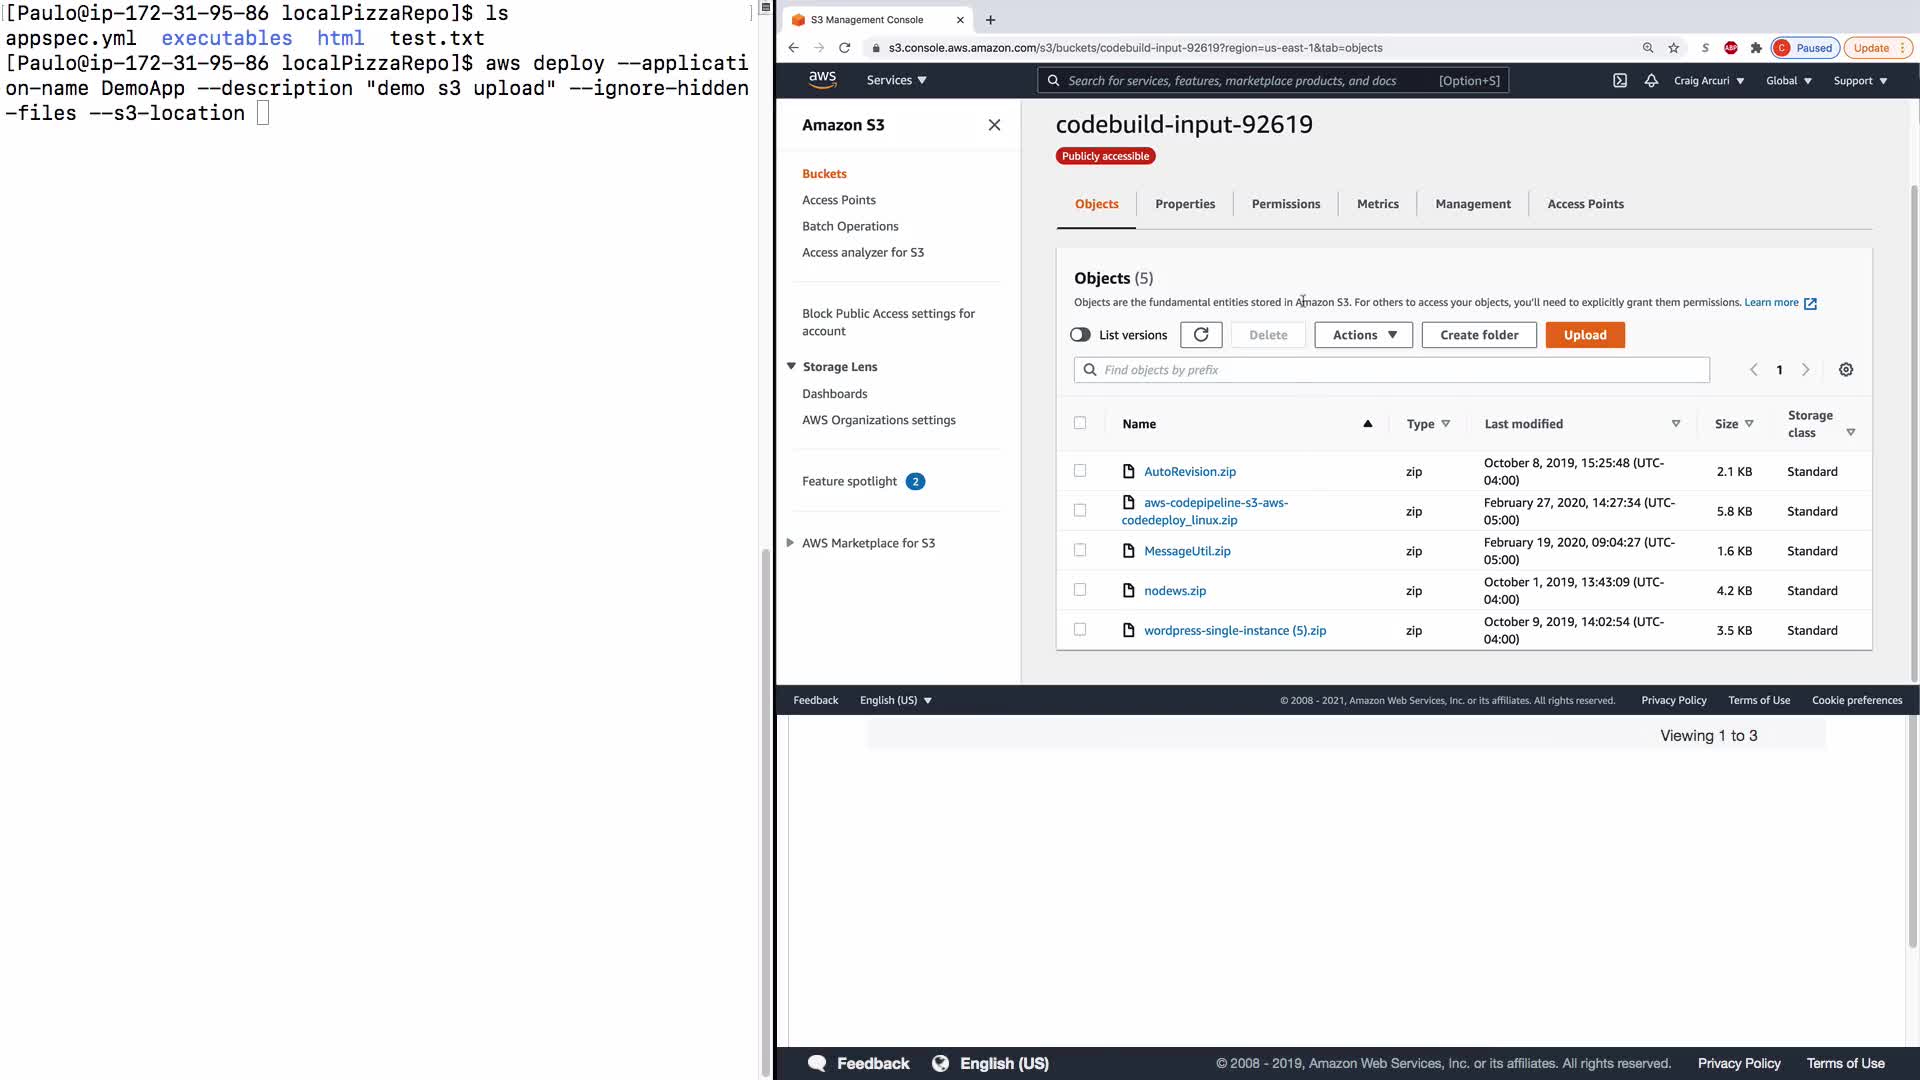 [Paulo@ip-172-31-95-86 localPizzaRepo]$ ls
appspec.yml executables html test.txt
[Paulo@ip-172-31-95-86 localPizzaRepo]$ aws deploy --applicati
on-name DemoApp --description "demo s3 upload" --ignore-hidden
-files --s3-location
S3 Management Console
s3.console.aws.amazon.com/s3/buckets/codebuild-input-92619?region=us-east-1&tab=objects
S
ABP
C Paused
Update
aws
Services
Search for services, features, marketplace products, and docs
[Option+S]
Craig Arcuri
Global
Support
Amazon S3
Buckets
Access Points
Batch Operations
Access analyzer for S3
Block Public Access settings for
account
Storage Lens
Dashboards
AWS Organizations settings
Feature spotlight 2
AWS Marketplace for S3
codebuild-input-92619
Publicly accessible
Objects
Properties
Permissions
Metrics
Management
Access Points
Objects (5)
Objects are the fundamental entities stored in Amazon S3. For others to access your objects, you'll need to explicitly grant them permissions. Learn more
List versions
Delete
Actions
Create folder
Upload
Find objects by prefix
1
Name
Type
Last modified
Size
Storage
class
AutoRevision.zip
zip
October 8, 2019, 15:25:48 (UTC-
04:00)
2.1 KB
Standard
aws-codepipeline-s3-aws-
codedeploy_linux.zip
zip
February 27, 2020, 14:27:34 (UTC-
05:00)
5.8 KB
Standard
MessageUtil.zip
zip
February 19, 2020, 09:04:27 (UTC-
05:00)
1.6 KB
Standard
nodews.zip
zip
October 1, 2019, 13:43:09 (UTC-
04:00)
4.2 KB
Standard
wordpress-single-instance (5).zip
zip
October 9, 2019, 14:02:54 (UTC-
04:00)
3.5 KB
Standard
Feedback
English (US)
© 2008 - 2021, Amazon Web Services, Inc. or its affiliates. All rights reserved.
Privacy Policy
Terms of Use
Cookie preferences
Viewing 1 to 3
Feedback
English (US)
© 2008 - 2019, Amazon Web Services, Inc. or its affiliates. All rights reserved.
Privacy Policy
Terms of Use